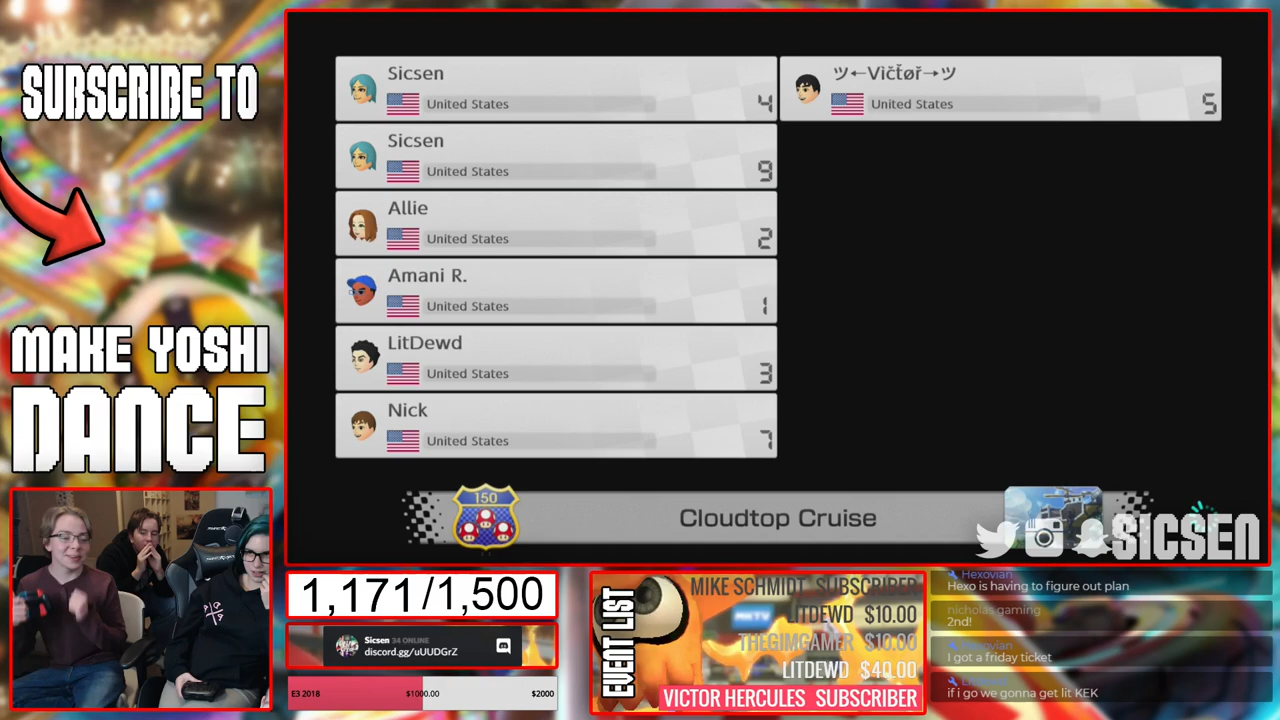 SUBSCRIBE TO
MAKE YOSHI
DANCE
Sicsen
United States
4
Sicsen
United States
9
Allie
United States
2
Amani R.
United States
1
LitDewd
United States
3
Nick
United States
7
ツ←Vičťøř→ツ
United States
5
150
Cloudtop Cruise
SICSEN
1,171/1,500
Sicsen 34 ONLINE
discord.gg/uUUDGrZ
E3 2018 $1000.00 $2000
EVENT LIST
MIKE SCHMIDT SUBSCRIBER
LITDEWD $10.00
THEGIMGAMER $10.00
LITDEWD $40.00
VICTOR HERCULES SUBSCRIBER
Hexovian
Hexo is having to figure out plan
nicholas gaming
2nd!
Hexovian
I got a friday ticket
if i go we gonna get lit KEK